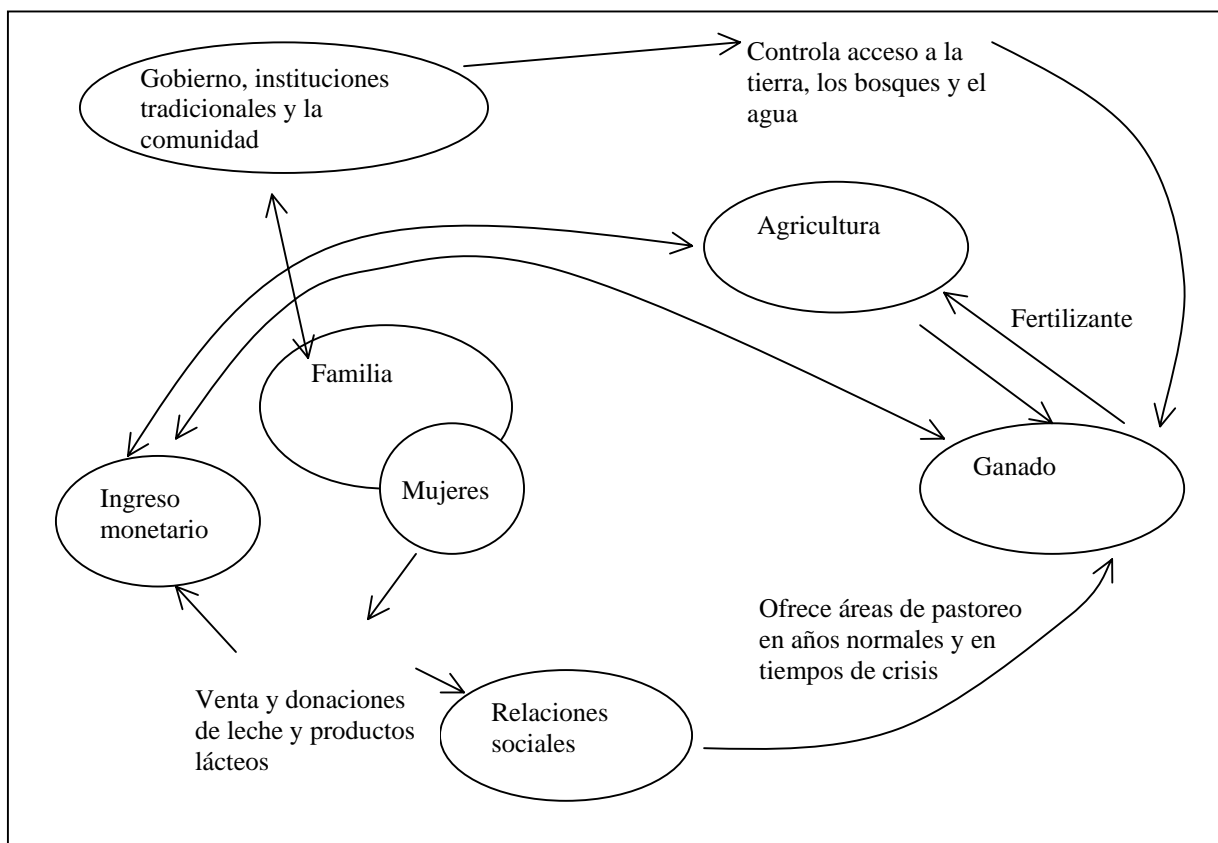 Gobierno, instituciones
tradicionales y la
comunidad
Controla acceso a la
tierra, los bosques y el
agua
Agricultura
Fertilizante
Familia
Mujeres
Ganado
Ingreso
monetario
Ofrece áreas de pastoreo
en años normales y en
tiempos de crisis
Venta y donaciones
de leche y productos
lácteos
Relaciones
sociales